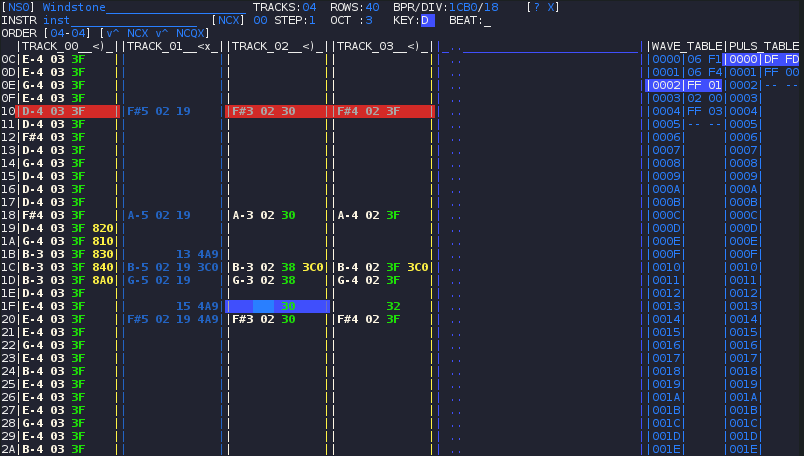 [NS0] Windstone TRACKS:04 ROWS:40 BPR/DIV:1CB0/18 [? X]
INSTR inst [NCX] 00 STEP:1 OCT :3 KEY:D BEAT:_
ORDER [04-04] [v^ NCX v^ NCQX]
|TRACK_00__<)_||TRACK_01__<x_||TRACK_02__<)_||TRACK_03__<)_||_..||WAVE_TABLE|PULS_TABLE
0C|E-4 03 3F || || || || .. ||0000|06 F1|0000|DF FD
0D|E-4 03 3F || || || || .. ||0001|06 F4|0001|FF 00
0E|G-4 03 3F || || || || .. ||0002|FF 01|0002|-- --
0F|E-4 03 3F || || || || .. ||0003|02 00|0003|
10|D-4 03 3F ||F#5 02 19 ||F#3 02 30 ||F#4 02 3F || .. ||0004|FF 03|0004|
11|D-4 03 3F || || || || .. ||0005|-- --|0005|
12|F#4 03 3F || || || || .. ||0006| |0006|
13|D-4 03 3F || || || || .. ||0007| |0007|
14|G-4 03 3F || || || || .. ||0008| |0008|
15|D-4 03 3F || || || || .. ||0009| |0009|
16|D-4 03 3F || || || || .. ||000A| |000A|
17|D-4 03 3F || || || || .. ||000B| |000B|
18|F#4 03 3F ||A-5 02 19 ||A-3 02 30 ||A-4 02 3F || .. ||000C| |000C|
19|D-4 03 3F 820|| || || || .. ||000D| |000D|
1A|G-4 03 3F 810|| || || || .. ||000E| |000E|
1B|B-3 03 3F 830|| 13 4A9|| || || .. ||000F| |000F|
1C|B-3 03 3F 840||B-5 02 19 3C0||B-3 02 38 3C0||B-4 02 3F 3C0|| .. ||0010| |0010|
1D|B-3 03 3F 8A0||G-5 02 19 ||G-3 02 38 ||G-4 02 3F || .. ||0011| |0011|
1E|D-4 03 3F || || || || .. ||0012| |0012|
1F|E-4 03 3F || 15 4A9|| 30 || 32 || .. ||0013| |0013|
20|E-4 03 3F ||F#5 02 19 4A9||F#3 02 30 ||F#4 02 3F || .. ||0014| |0014|
21|E-4 03 3F || || || || .. ||0015| |0015|
22|G-4 03 3F || || || || .. ||0016| |0016|
23|E-4 03 3F || || || || .. ||0017| |0017|
24|B-4 03 3F || || || || .. ||0018| |0018|
25|E-4 03 3F || || || || .. ||0019| |0019|
26|E-4 03 3F || || || || .. ||001A| |001A|
27|E-4 03 3F || || || || .. ||001B| |001B|
28|G-4 03 3F || || || || .. ||001C| |001C|
29|E-4 03 3F || || || || .. ||001D| |001D|
2A|B-4 03 3F || || || || .. ||001E| |001E|